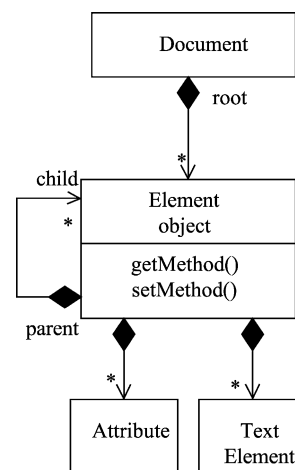 Document
root
*
child
*
Element
object
getMethod()
setMethod()
parent
*
*
Attribute
Text
Element